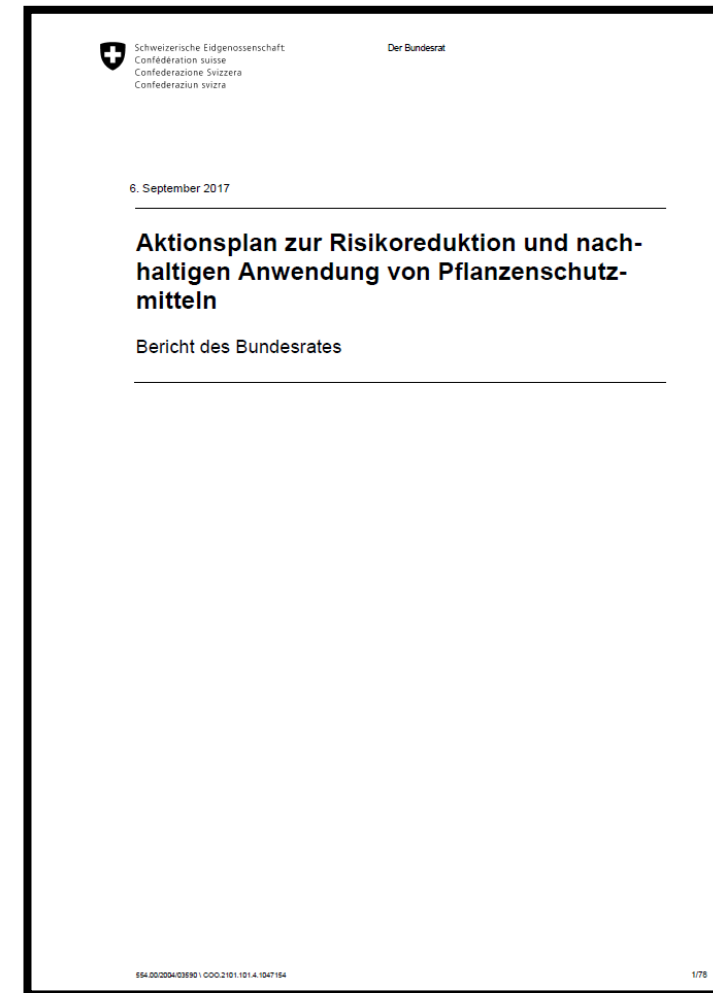 Schweizerische Eidgenossenschaft
Confédération suisse
Confederazione Svizzera
Confederaziun svizra
Der Bundesrat
6. September 2017
Aktionsplan zur Risikoreduktion und nach-
haltigen Anwendung von Pflanzenschutz-
mitteln
Bericht des Bundesrates
554.00/2004/03590 \ COO.2101.101.4.1047154
1/78